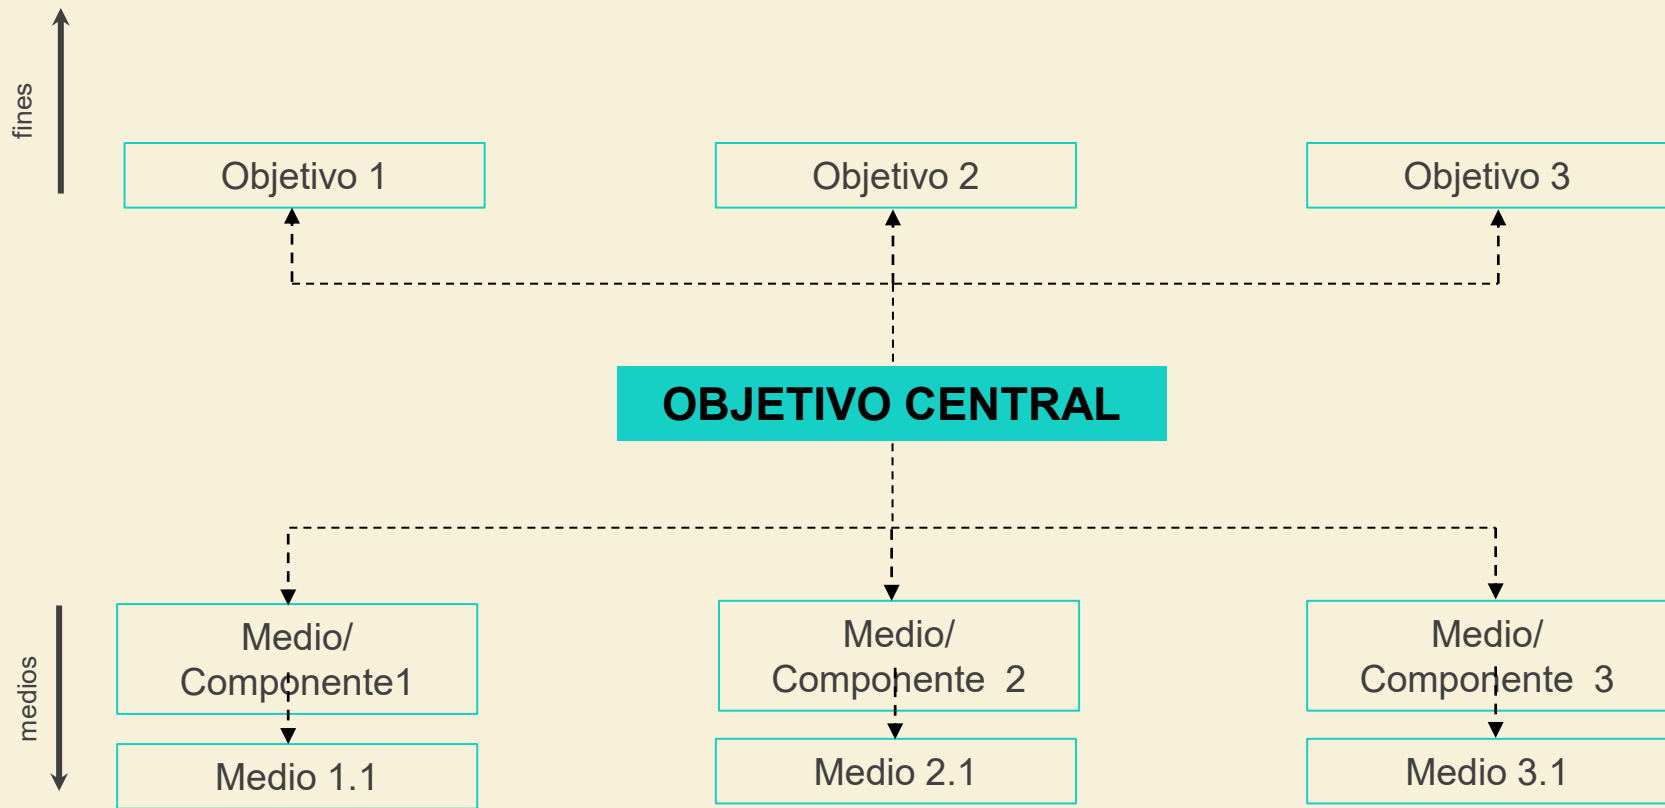 fines
Objetivo 1
Objetivo 2
Objetivo 3
OBJETIVO CENTRAL
medios
Medio/
Componente1
Medio/
Componente  2
Medio/
Componente  3
Medio 1.1
Medio 2.1
Medio 3.1